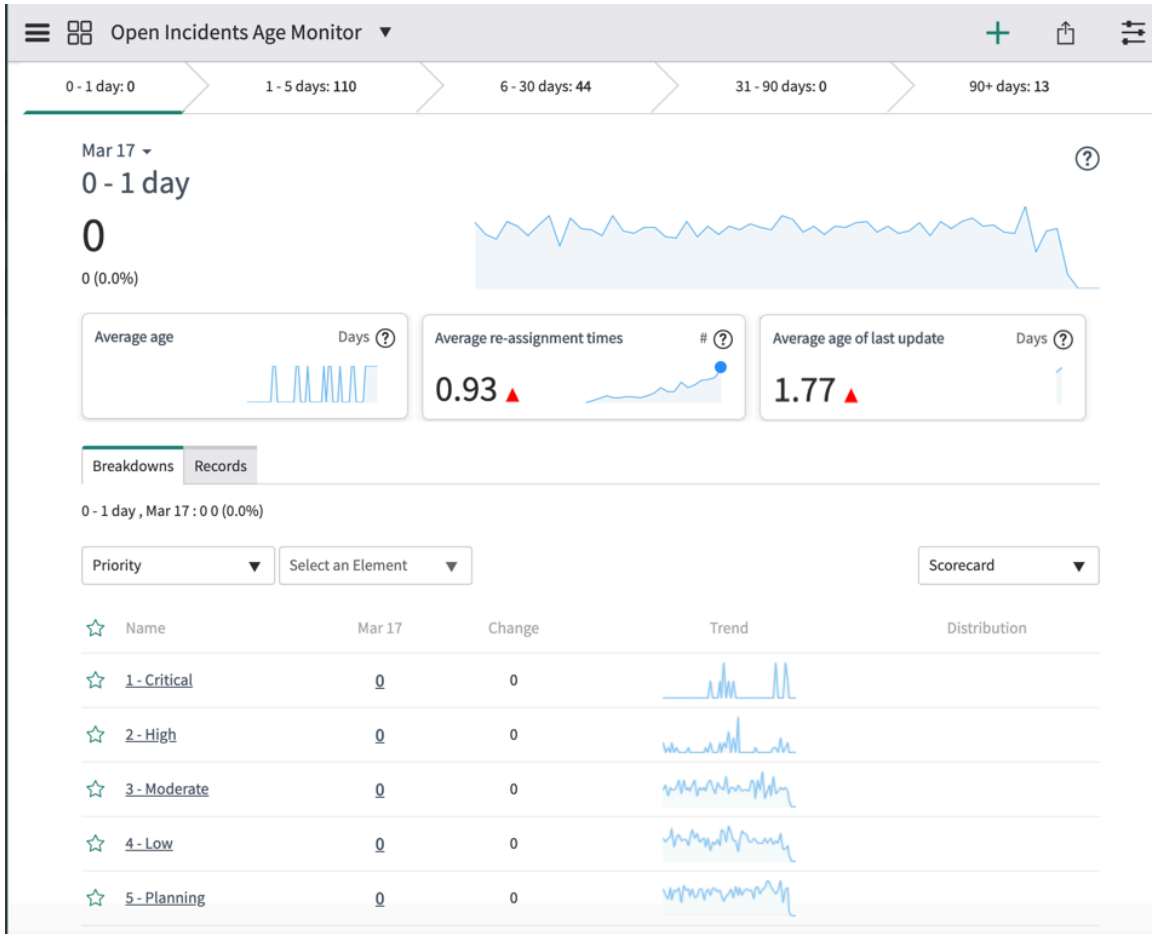 Open Incidents Age Monitor ▼
0 - 1 day: 0 1 - 5 days: 110 6 - 30 days: 44 31 - 90 days: 0 90+ days: 13
Mar 17
0 - 1 day
0
0 (0.0%)
Average age Days ?
Average re-assignment times # ?
0.93 ▲
Average age of last update Days ?
1.77 ▲
Breakdowns Records
0 - 1 day , Mar 17 : 0 0 (0.0%)
Priority ▼ Select an Element ▼ Scorecard ▼
Name Mar 17 Change Trend Distribution
1 - Critical 0 0
2 - High 0 0
3 - Moderate 0 0
4 - Low 0 0
5 - Planning 0 0